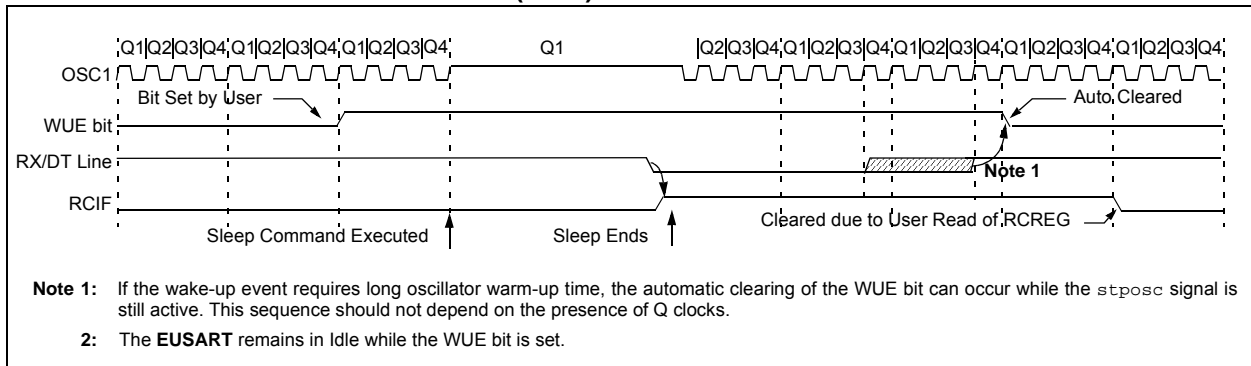 Q1|Q2|Q3|Q4|Q1|Q2|Q3|Q4|Q1|Q2|Q3|Q4 Q1 |Q2|Q3|Q4|Q1|Q2|Q3|Q4|Q1|Q2|Q3|Q4|Q1|Q2|Q3|Q4|Q1|Q2|Q3|Q4
OSC1
Bit Set by User
Auto Cleared
WUE bit
RX/DT Line
Note 1
RCIF
Cleared due to User Read of RCREG
Sleep Command Executed
Sleep Ends
Note 1: If the wake-up event requires long oscillator warm-up time, the automatic clearing of the WUE bit can occur while the stposc signal is
still active. This sequence should not depend on the presence of Q clocks.
2: The EUSART remains in Idle while the WUE bit is set.